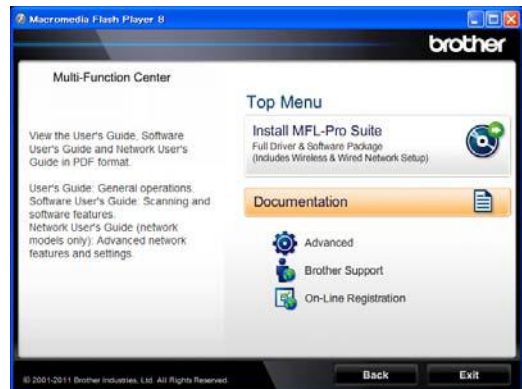 Macromedia Flash Player 8
brother
Multi-Function Center
View the User's Guide, Software
User's Guide and Network User's
Guide in PDF format.
User's Guide: General operations.
Software User's Guide: Scanning and
software features.
Network User's Guide (network
models only): Advanced network
features and settings.
Top Menu
Install MFL-Pro Suite
Full Driver & Software Package
(Includes Wireless & Wired Network Setup)
Documentation
Advanced
Brother Support
On-Line Registration
© 2001-2011 Brother Industries, Ltd. All Rights Reserved.
Back
Exit